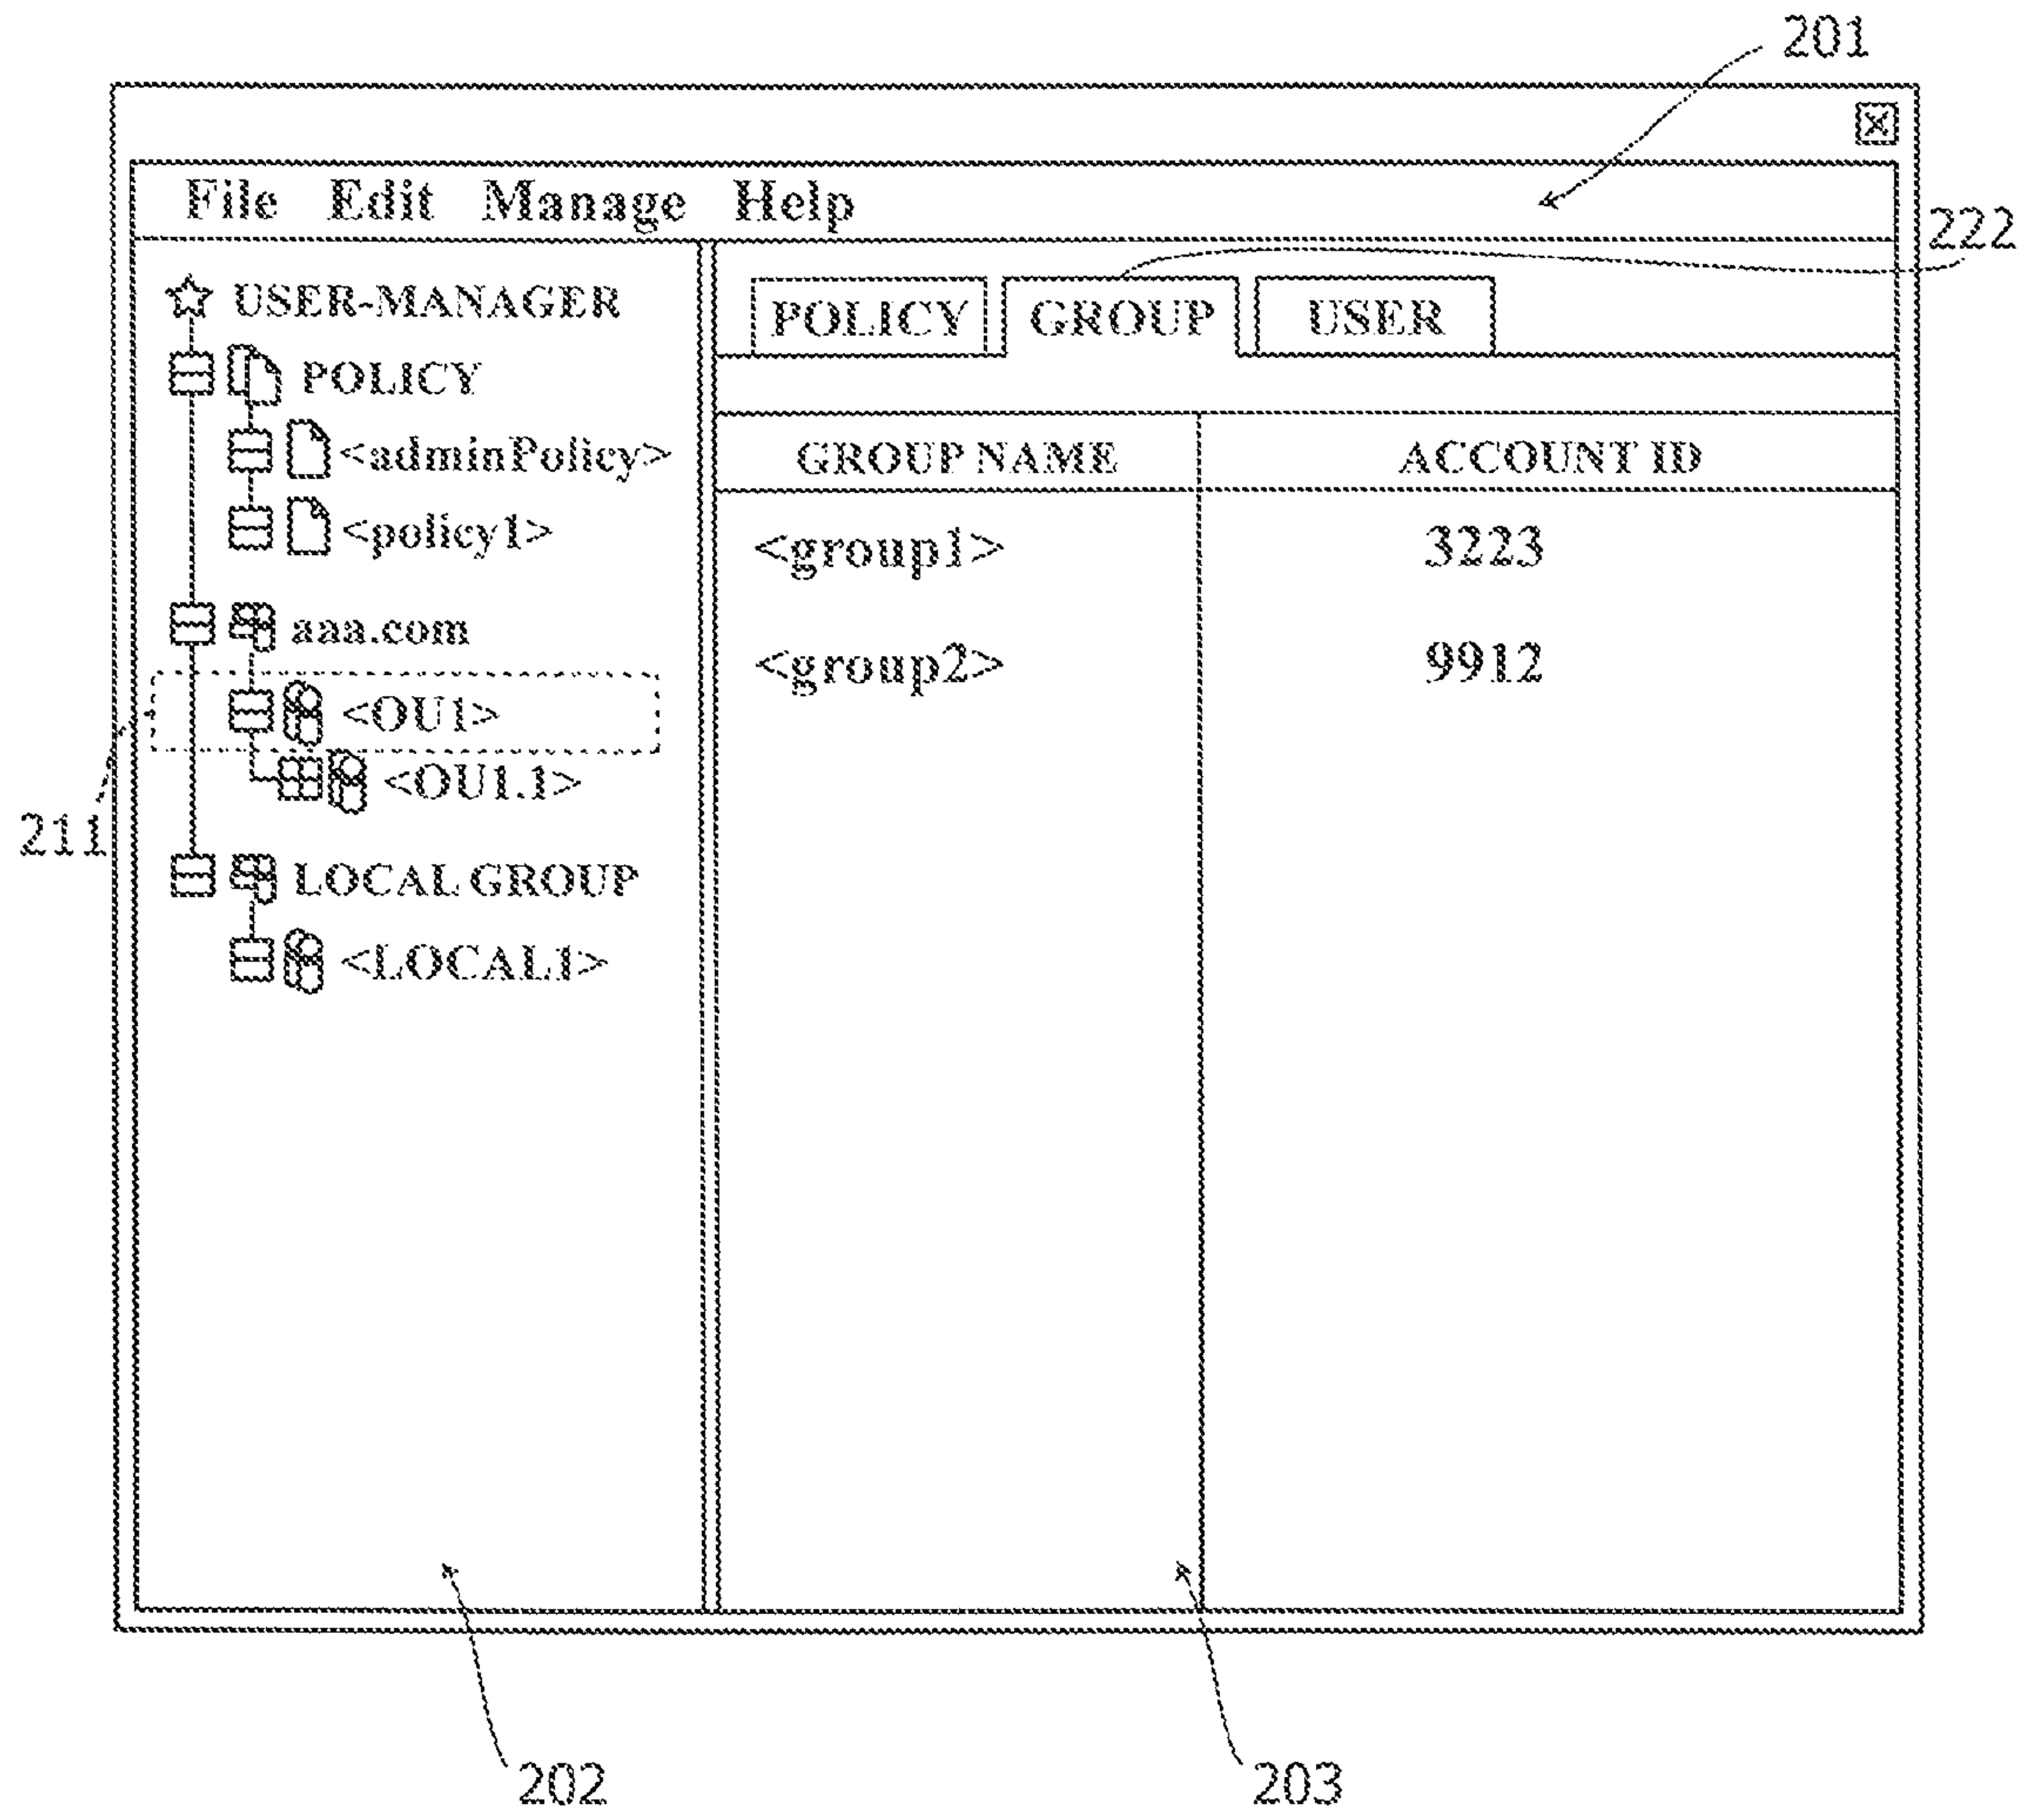 201
File Edit Manage Help
222
USER-MANAGER
POLICY
<adminPolicy>
<policy1>
aaa.com
<OU1>
<OU1.1>
211
LOCAL GROUP
<LOCAL1>
POLICY GROUP USER
GROUP NAME ACCOUNT ID
<group1> 3223
<group2> 9912
202
203